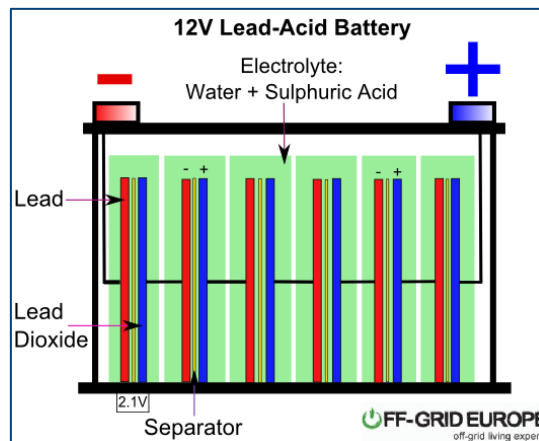 12V Lead-Acid Battery
Electrolyte:
Water + Sulphuric Acid
- +
- +
Lead
Lead
Dioxide
2.1V
Separator
OFF-GRID EUROPE
off-grid living exper